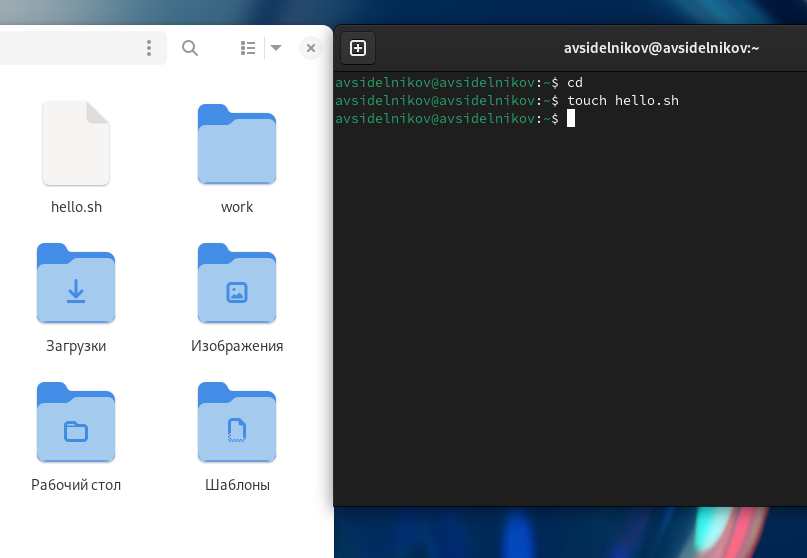 hello.sh
work
Загрузки
Изображения
Рабочий стол
Шаблоны
avsidelnikov@avsidelnikov:~
avsidelnikov@avsidelnikov:~$ cd
avsidelnikov@avsidelnikov:~$ touch hello.sh
avsidelnikov@avsidelnikov:~$